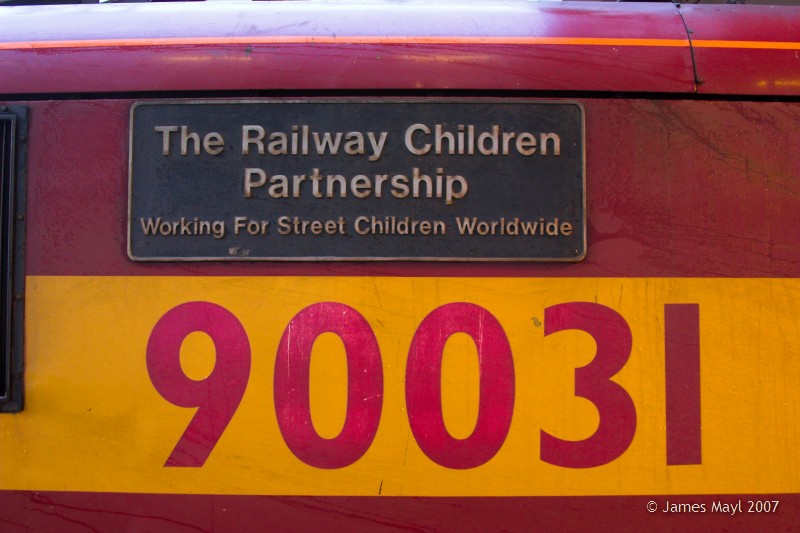 The Railway Children
Partnership
Working For Street Children Worldwide
90031
© James Mayl 2007